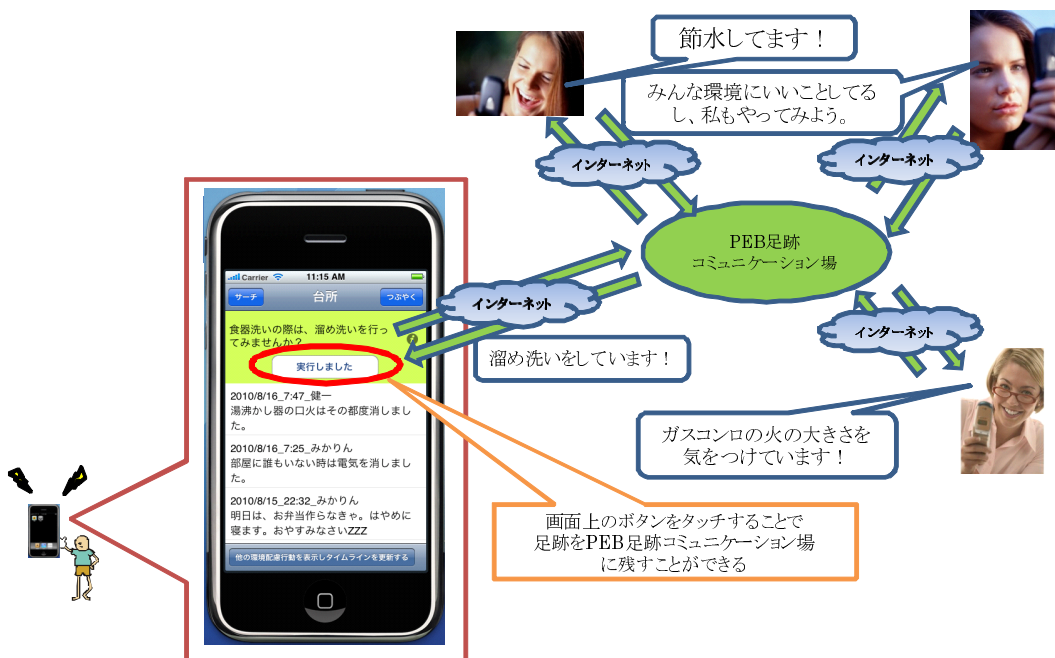 節水してます！
みんな環境にいいことしてる
し、私もやってみよう。
インターネット
インターネット
PEB足跡
コミュニケーション場
Carrier
11:15 AM
サーチ
台所
つぶやく
インターネット
インターネット
食器洗いの際は、溜め洗いを行っ
てみませんか？
実行しました
溜め洗いをしています！
2010/8/16_7:47_健一
湯沸かし器の口火はその都度消しまし
た。
ガスコンロの火の大きさを
気をつけています！
2010/8/16_7:25_みかりん
部屋に誰もいない時は電気を消しまし
た。
2010/8/15_22:32_みかりん
明日は、お弁当作らなきゃ。はやめに
寝ます。おやすみなさいZZZ
画面上のボタンをタッチすることで
足跡をPEB足跡コミュニケーション場
に残すことができる
他の環境配慮行動を表示しタイムラインを更新する